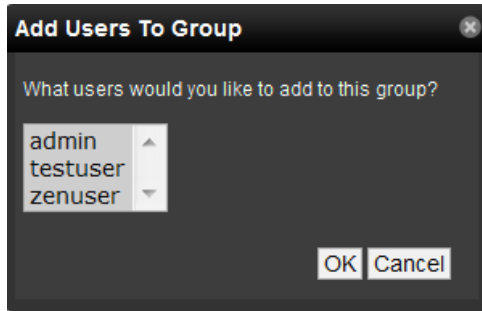 Add Users To Group
What users would you like to add to this group?
admin
testuser
zenuser
OK Cancel